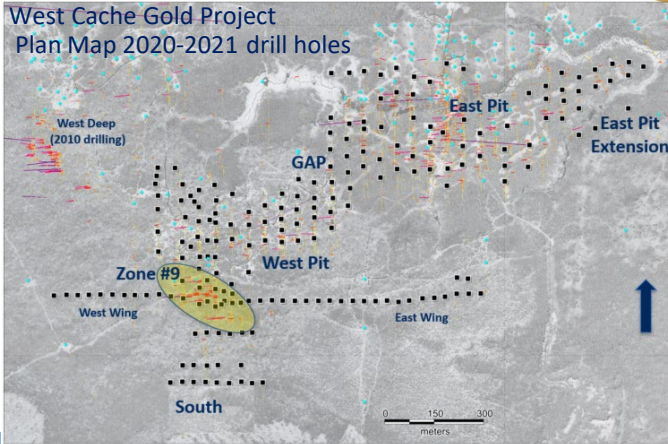 West Cache Gold Project
Plan Map 2020-2021 drill holes
West Deep
(2010 drilling)
East Pit
East Pit
Extension
GAP
West Pit
Zone #9
West Wing
East Wing
South
0 150 300
meters